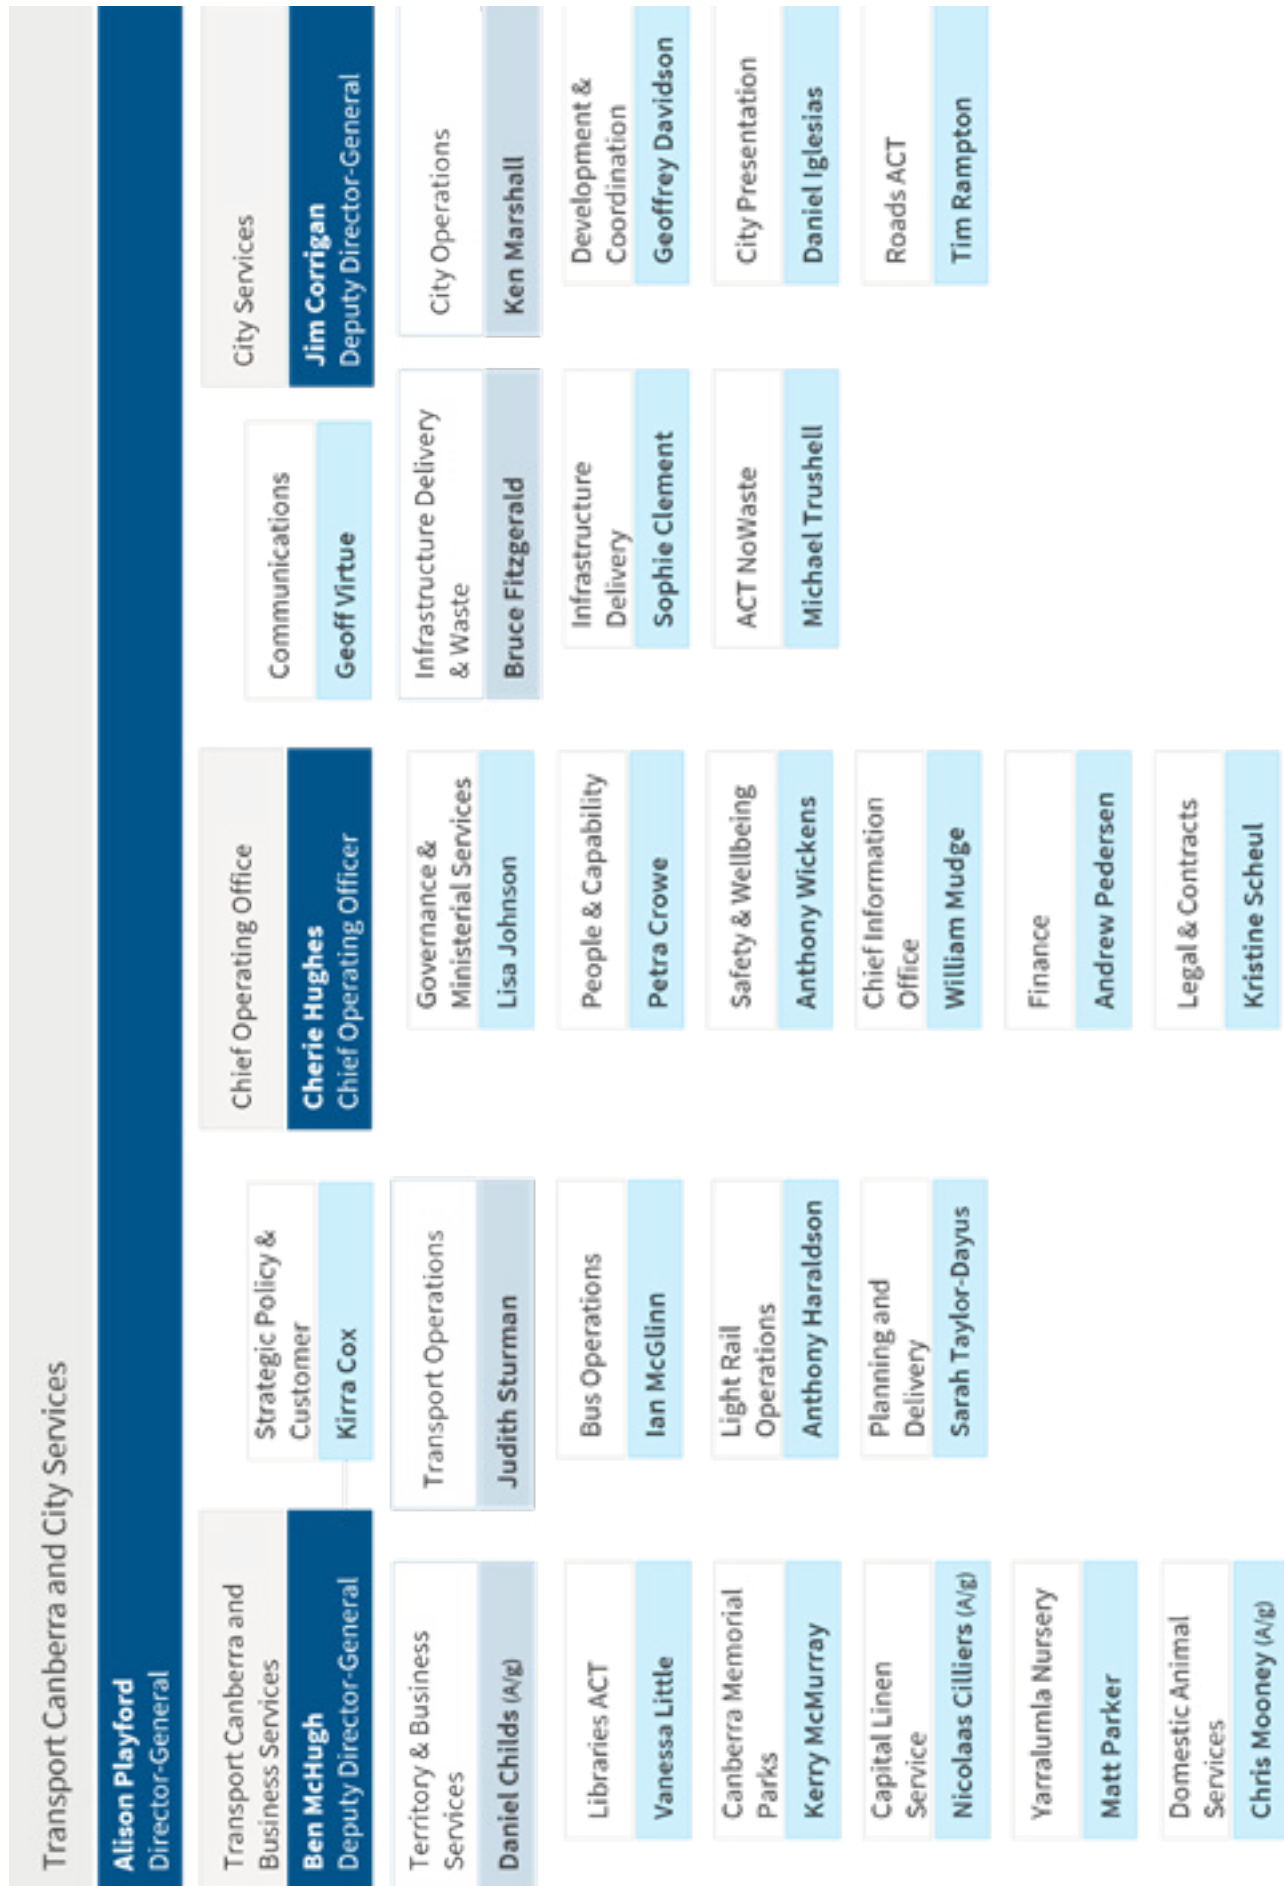 Transport Canberra and City Services
Alison Playford
Director-General
Transport Canberra and
Business Services
Ben McHugh
Deputy Director-General
Strategic Policy &
Customer
Kirra Cox
Chief Operating Office
Cherie Hughes
Chief Operating Officer
Communications
Geoff Virtue
City Services
Jim Corrigan
Deputy Director-General
Territory & Business
Services
Daniel Childs (A/g)
Libraries ACT
Vanessa Little
Canberra Memorial
Parks
Kerry McMurray
Capital Linen
Service
Nicolaas Cilliers (A/g)
Yarralumla Nursery
Matt Parker
Domestic Animal
Services
Chris Mooney (A/g)
Transport Operations
Judith Sturman
Bus Operations
Ian McGlinn
Light Rail
Operations
Anthony Haraldson
Planning and
Delivery
Sarah Taylor-Dayus
Governance &
Ministerial Services
Lisa Johnson
People & Capability
Petra Crowe
Safety & Wellbeing
Anthony Wickens
Chief Information
Office
William Mudge
Finance
Andrew Pedersen
Legal & Contracts
Kristine Scheul
Infrastructure Delivery
& Waste
Bruce Fitzgerald
Infrastructure
Delivery
Sophie Clement
ACT NoWaste
Michael Trushell
City Operations
Ken Marshall
Development &
Coordination
Geoffrey Davidson
City Presentation
Daniel Iglesias
Roads ACT
Tim Rampton